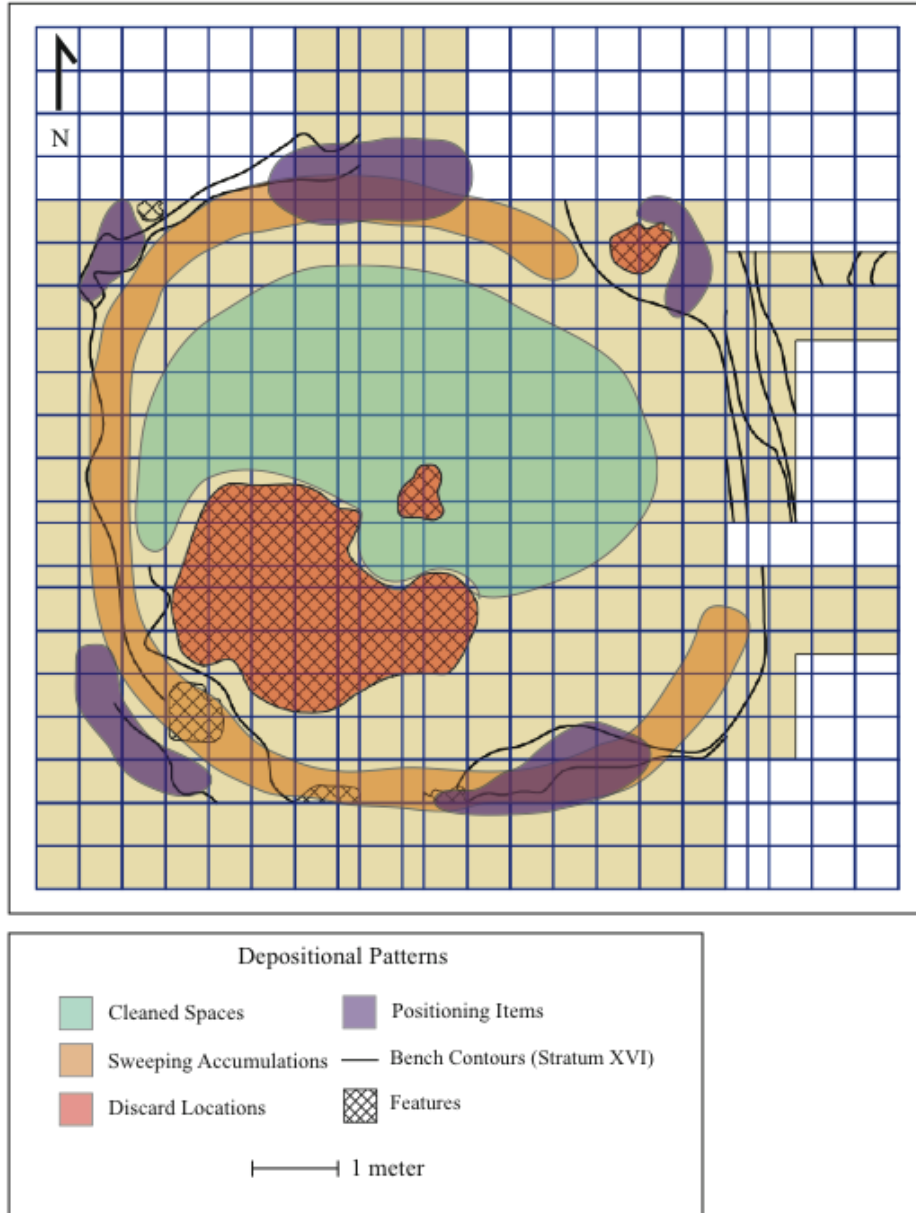 N
Depositional Patterns
Cleaned Spaces
Positioning Items
Sweeping Accumulations
Bench Contours (Stratum XVI)
Discard Locations
Features
1 meter